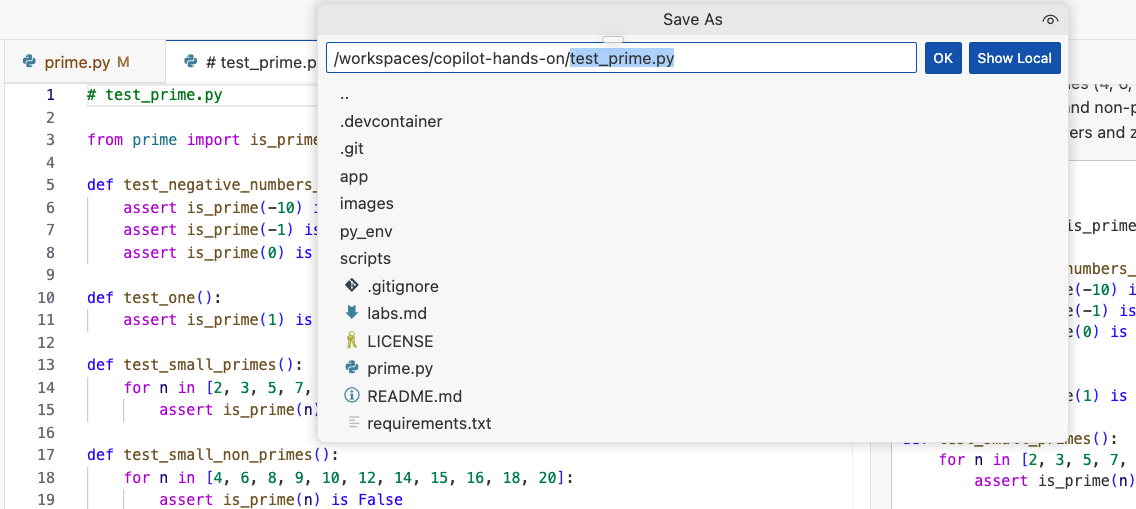 Save As
/workspaces/copilot-hands-on/test_prime.py
OK
Show Local
..
.devcontainer
.git
app
images
py_env
scripts
.gitignore
labs.md
LICENSE
prime.py
README.md
requirements.txt
prime.py M
# test_prime.p
1 # test_prime.py
2
3 from prime import is_prime
4
5 def test_negative_numbers_
6 assert is_prime(-10) i
7 assert is_prime(-1) is
8 assert is_prime(0) is
9
10 def test_one():
11 assert is_prime(1) is
12
13 def test_small_primes():
14 for n in [2, 3, 5, 7,
15 assert is_prime(n)
16
17 def test_small_non_primes():
18 for n in [4, 6, 8, 9, 10, 12, 14, 15, 16, 18, 20]:
19 assert is_prime(n) is False
nd non-p
ers and z
is_prime
numbers_
e(-10) i
e(-1) is
e(0) is
e(1) is
def test_small_primes():
for n in [2, 3, 5, 7,
assert is_prime(n)